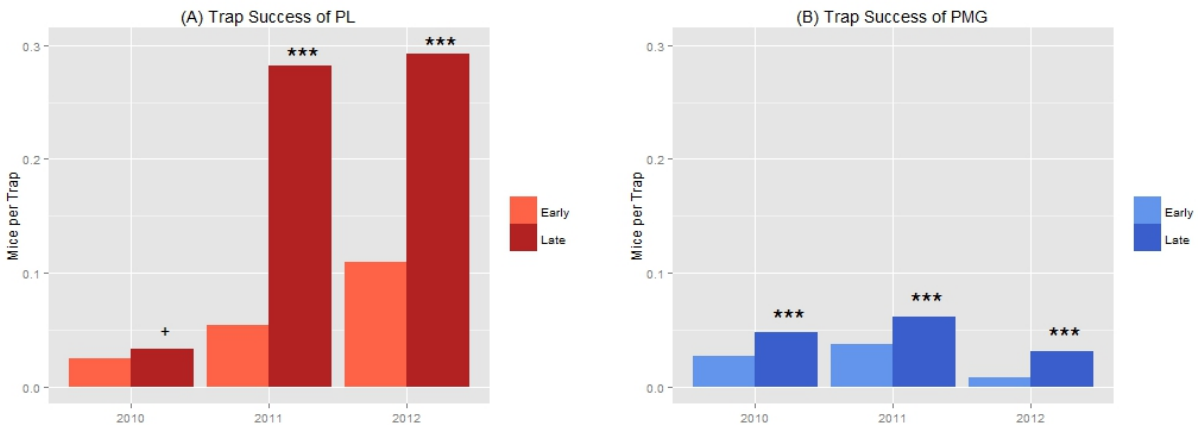 (A) Trap Success of PL
Mice per Trap
0.3
0.2
0.1
0.0
+
***
***
2010
2011
2012
Early
Late
(B) Trap Success of PMG
Mice per Trap
0.3
0.2
0.1
0.0
***
***
***
2010
2011
2012
Early
Late